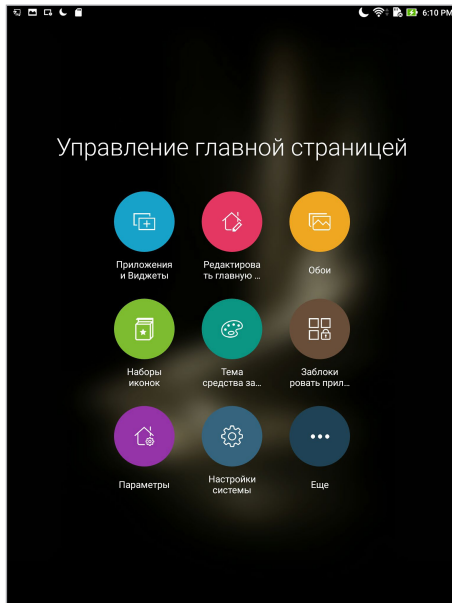 6:10 PM
Управление главной страницей
Приложения
и Виджеты
Редактирова
ть главную ...
Обои
Наборы
иконок
Тема
средства за...
Заблоки
ровать прил...
Параметры
Настройки
системы
Еще